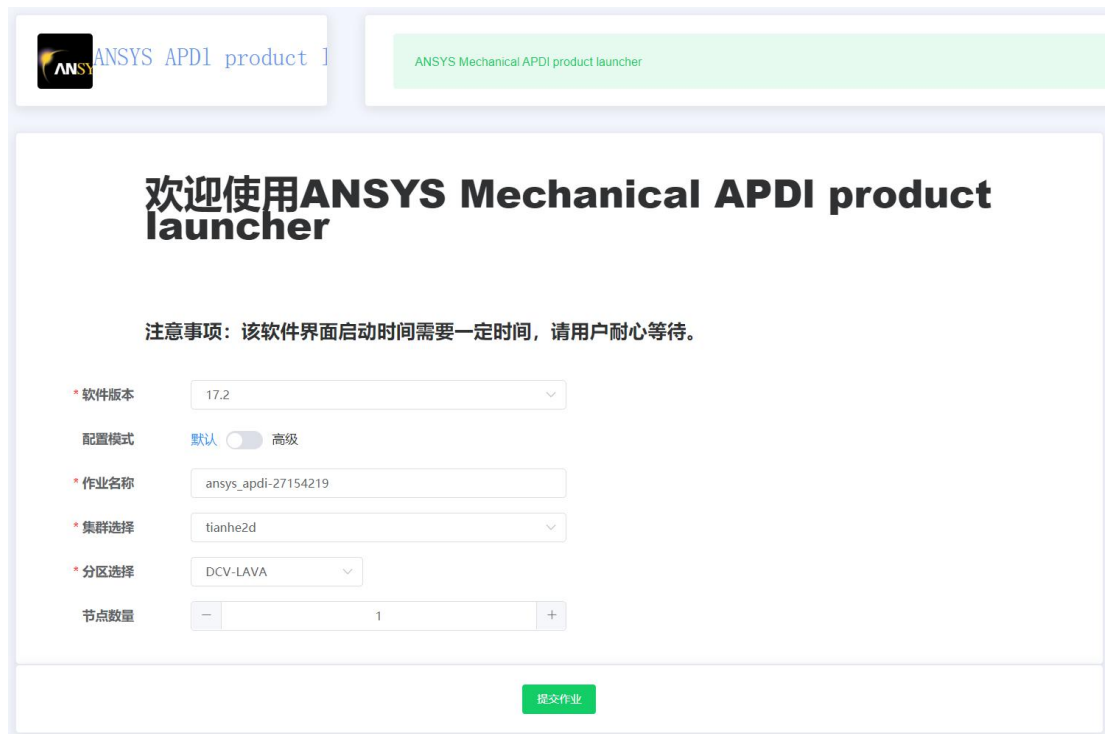 ANSY
ANSYS APDl product l
ANSYS Mechanical APDl product launcher
欢迎使用ANSYS Mechanical APDl product
launcher
注意事项：该软件界面启动时间需要一定时间，请用户耐心等待。
* 软件版本 17.2
配置模式 默认 高级
* 作业名称 ansys_apdi-27154219
* 集群选择 tianhe2d
* 分区选择 DCV-LAVA
节点数量 － 1 +
提交作业